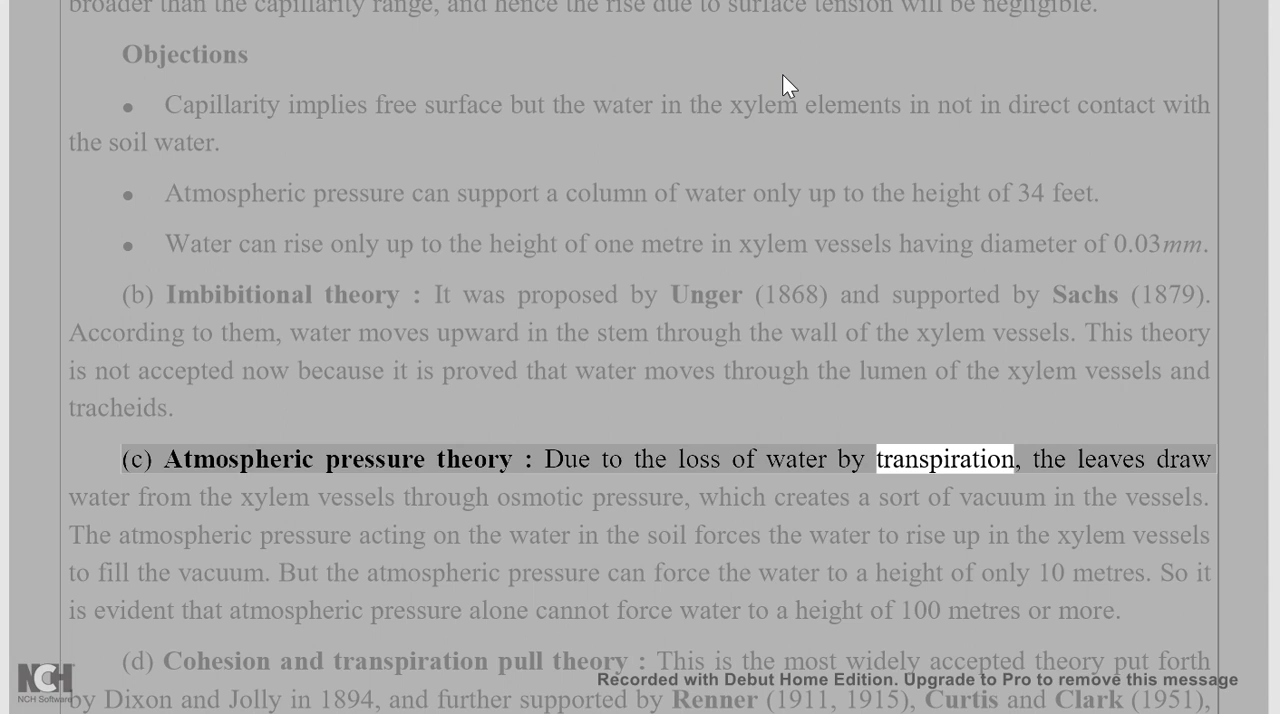 broader than the capillarity range, and hence the rise due to surface tension will be negligible.
Objections
• Capillarity implies free surface but the water in the xylem elements in not in direct contact with
the soil water.
• Atmospheric pressure can support a column of water only up to the height of 34 feet.
• Water can rise only up to the height of one metre in xylem vessels having diameter of 0.03mm.
(b) Imbibitional theory : It was proposed by Unger (1868) and supported by Sachs (1879).
According to them, water moves upward in the stem through the wall of the xylem vessels. This theory
is not accepted now because it is proved that water moves through the lumen of the xylem vessels and
tracheids.
(c) Atmospheric pressure theory : Due to the loss of water by transpiration, the leaves draw
water from the xylem vessels through osmotic pressure, which creates a sort of vacuum in the vessels.
The atmospheric pressure acting on the water in the soil forces the water to rise up in the xylem vessels
to fill the vacuum. But the atmospheric pressure can force the water to a height of only 10 metres. So it
is evident that atmospheric pressure alone cannot force water to a height of 100 metres or more.
(d) Cohesion and transpiration pull theory : This is the most widely accepted theory put forth
Recorded with Debut Home Edition. Upgrade to Pro to remove this message
NCH
NCH Software
by Dixon and Jolly in 1894, and further supported by Renner (1911, 1915), Curtis and Clark (1951),